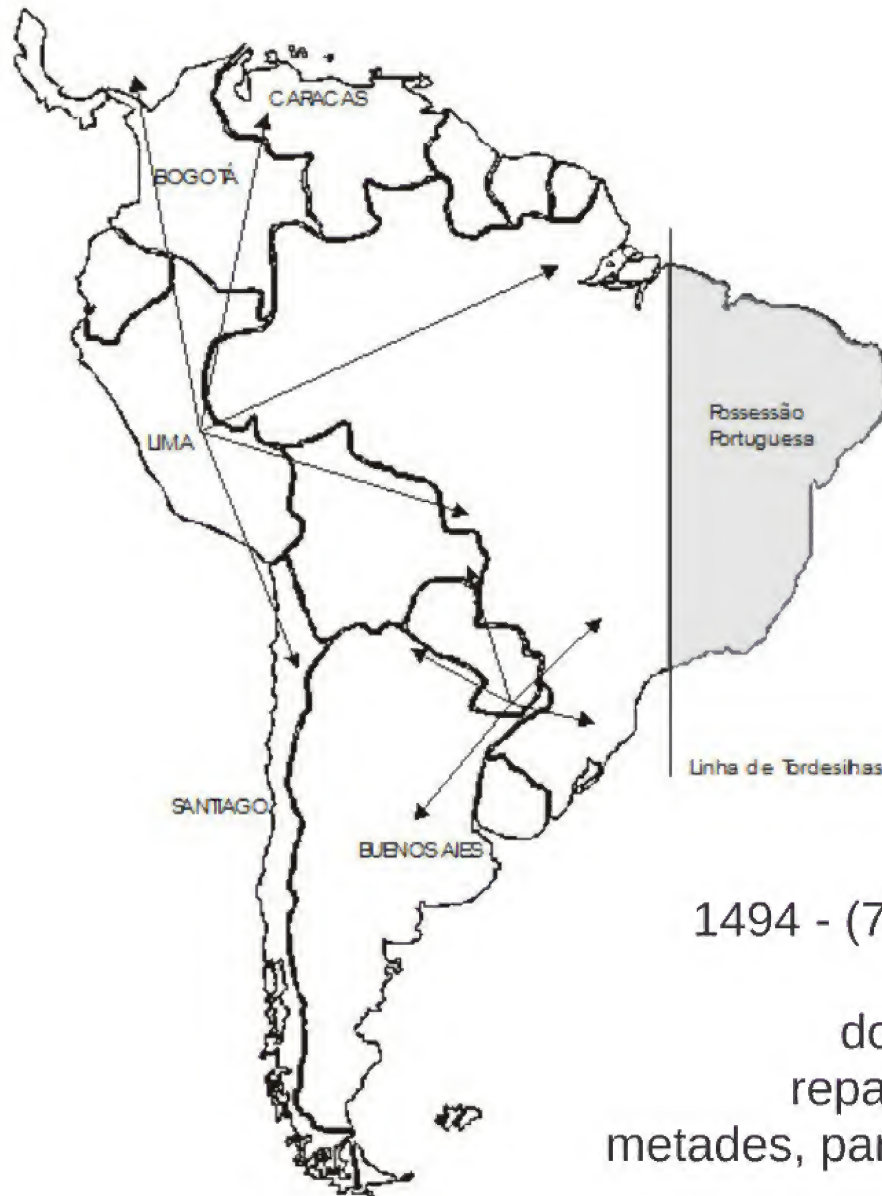 CARACAS
BOGOTÁ
LIMA
Possessão
Portuguesa
Linha de Tordesilhas
SANTIAGO
BUENOS AIES
1494 - (7
do
repa
metades, par